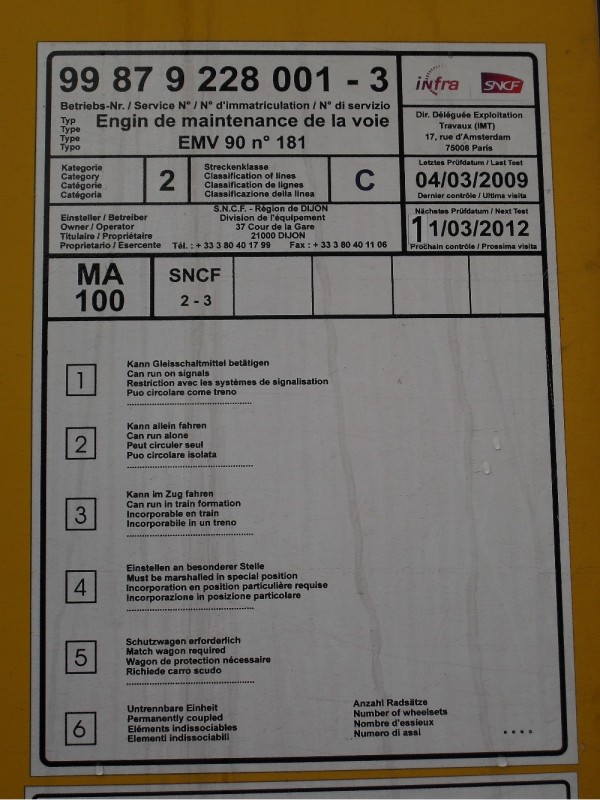 99 87 9 228 001 - 3
infra SNCF
Betriebs-Nr. / Service N° / N° d'immatriculation / N° di servizio
Typ
Type
Type
Tipo
Engin de maintenance de la voie
EMV 90 n° 181
Dir. Déléguée Exploitation
Travaux (IMT)
17, rue d'Amsterdam
75008 Paris
Kategorie
Category
Catégorie
Catégoria
2
Streckenklasse
Classification of lines
Classification de lignes
Classificazione della linea
C
Letztes Prüfdatum / Last Test
04/03/2009
Dernier contrôle / Ultima visita
Einsteller / Betreiber
Owner / Operator
Titulaire / Propriétaire
Proprietario / Esercente
S.N.C.F. - Région de DIJON
Division de l'équipement
37 Cour de la Gare
21000 DIJON
Tél. : + 33 3 80 40 17 99 Fax : + 33 3 80 40 11 06
Nächstes Prüfdatum / Next Test
11/03/2012
Prochain contrôle / Prossima visita
MA
100
SNCF
2 - 3
1
Kann Gleisschaltmittel betätigen
Can run on signals
Restriction avec les systèmes de signalisation
Puo circolare come treno
2
Kann allein fahren
Can run alone
Peut circuler seul
Puo circolare isolata
3
Kann im Zug fahren
Can run in train formation
Incorporable en train
Incorporabile in un treno
4
Einstellen an besonderer Stelle
Must be marshalled in special position
Incorporation en position particulière requise
Incorporazione in posizione particolare
5
Schutzwagen erforderlich
Match wagon required
Wagon de protection nécessaire
Richiede carro scudo
6
Untrennbare Einheit
Permanently coupled
Eléments indissociables
Elementi indissociabili
Anzahl Radsätze
Number of wheelsets
Nombre d'essieux
Numero di assi
....